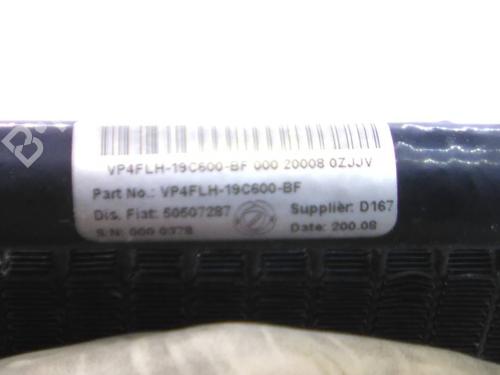 VP4FLH-19C600-BF 000 20008 0ZJJV
Part No.: VP4FLH-19C600-BF
Dis. Fiat: 50507287 Supplier: D167
S.N: 000 0378 Date: 200.08